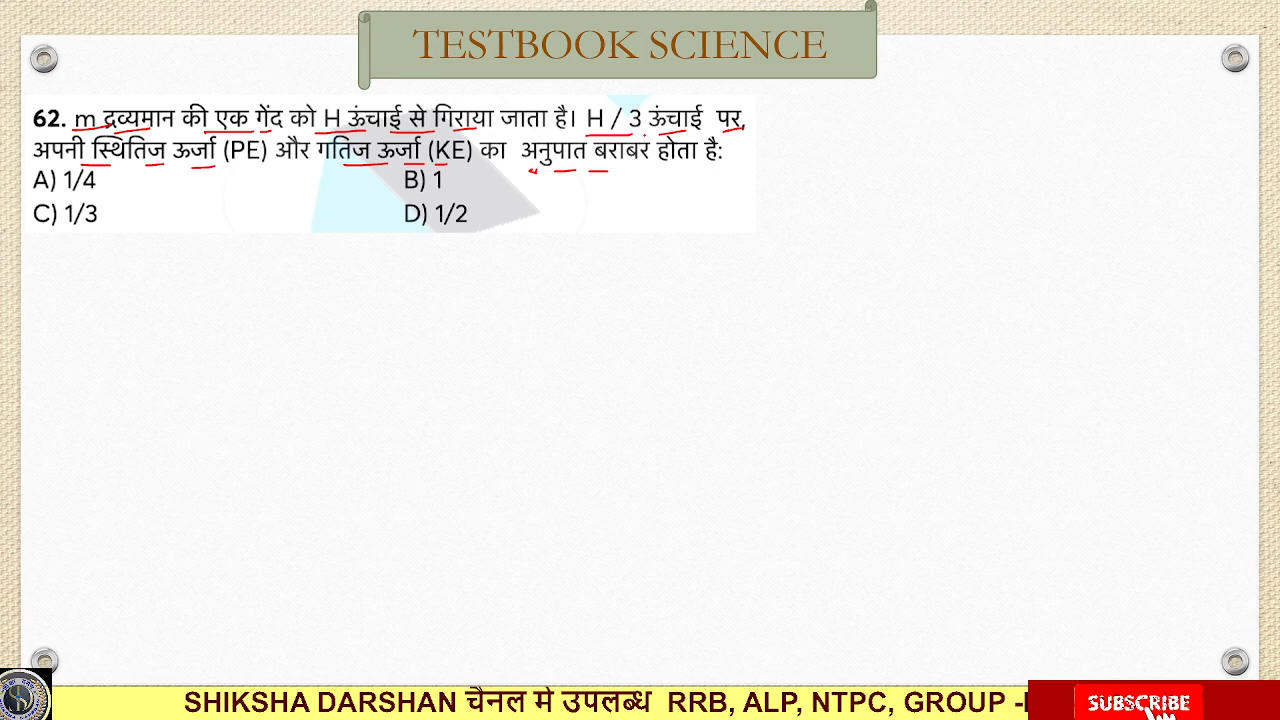 TESTBOOK SCIENCE
62. m द्रव्यमान की एक गेंद को H ऊंचाई से गिराया जाता है। H / 3 ऊंचाई पर,
अपनी स्थितिज ऊर्जा (PE) और गतिज ऊर्जा (KE) का अनुपात बराबर होता है:
A) 1/4 B) 1
C) 1/3 D) 1/2
SHIKSHA DARSHAN चैनल मे उपलब्ध RRB, ALP, NTPC, GROUP -
SUBSCRIBE